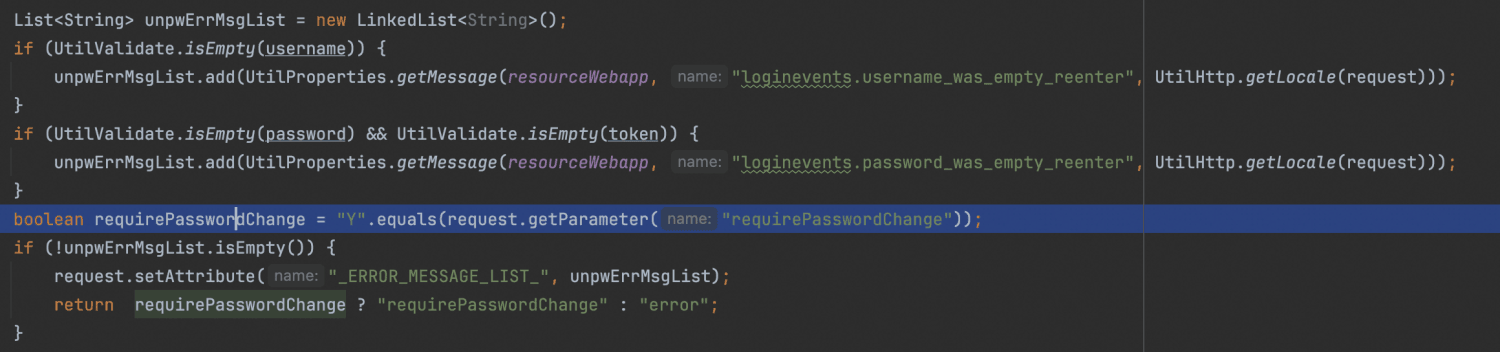 List<String> unpwErrMsgList = new LinkedList<String>();
if (UtilValidate.isEmpty(username)) {
    unpwErrMsgList.add(UtilProperties.getMessage(resourceWebapp, name: "loginevents.username_was_empty_reenter", UtilHttp.getLocale(request)));
}
if (UtilValidate.isEmpty(password) && UtilValidate.isEmpty(token)) {
    unpwErrMsgList.add(UtilProperties.getMessage(resourceWebapp, name: "loginevents.password_was_empty_reenter", UtilHttp.getLocale(request)));
}
boolean requirePasswordChange = "Y".equals(request.getParameter( name: "requirePasswordChange"));
if (!unpwErrMsgList.isEmpty()) {
    request.setAttribute( name: "_ERROR_MESSAGE_LIST_", unpwErrMsgList);
    return  requirePasswordChange ? "requirePasswordChange" : "error";
}